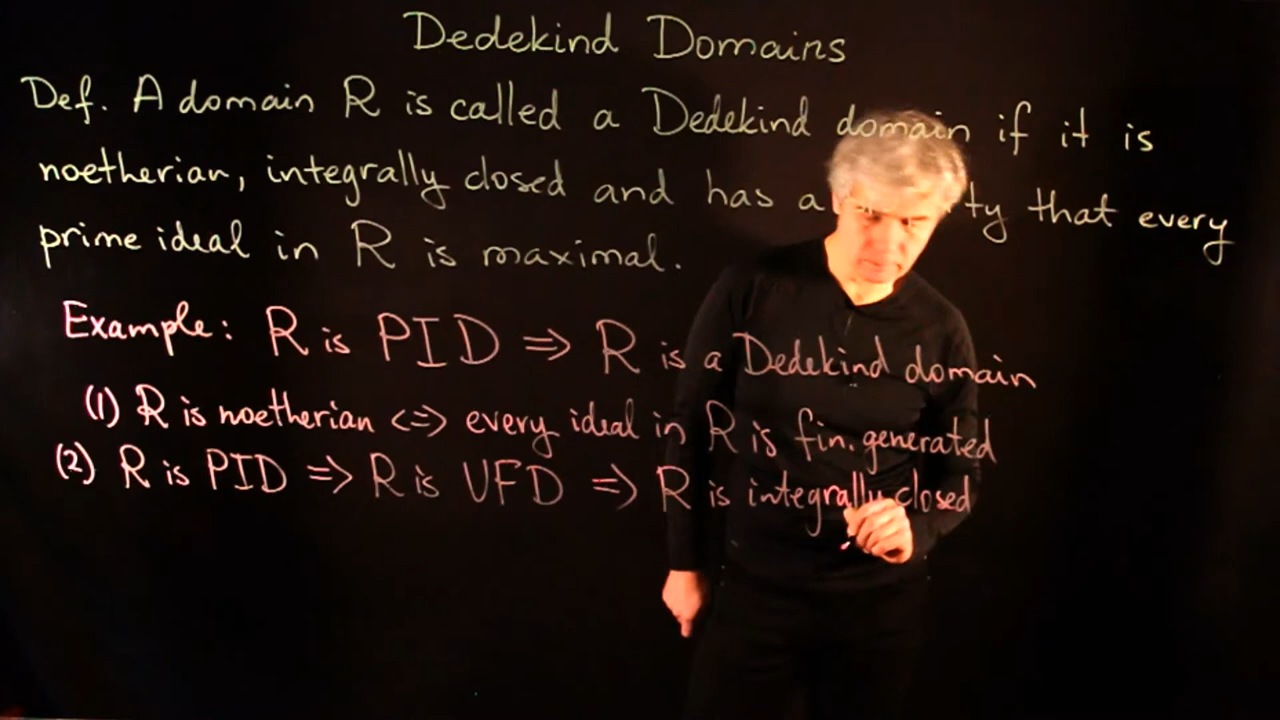 Dedekind Domains
Def. A domain R is called a Dedekind domain if it is
noetherian, integrally closed and has a ty that every
prime ideal in R is maximal.
Example: R is PID => R is a Dedekind domain
(1) R is noetherian <=> every ideal in R is fin. generated
(2) R is PID => R is UFD => R is integrally closed